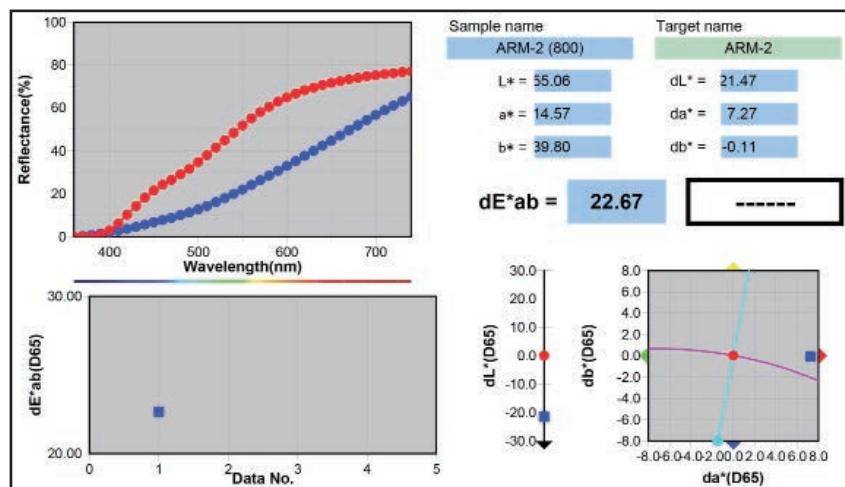 100
80
60
40
20
0
Reflectance(%)
400 500 600 700
Wavelength(nm)
Sample name Target name
ARM-2 (800) ARM-2
L* = 55.06 dL* = 21.47
a* = 14.57 da* = 7.27
b* = 39.80 db* = -0.11
dE*ab = 22.67 ------
30.00
20.00
dE*ab(D65)
0 1 2 3 4 5
Data No.
30.0
20.0
10.0
0.0
-10.0
-20.0
-30.0
dL*(D65)
8.0
6.0
4.0
2.0
0.0
-2.0
-4.0
-6.0
-8.0
db*(D65)
-8.0-6.0-4.0-2.00.0 2.0 4.0 6.0 8.0
da*(D65)